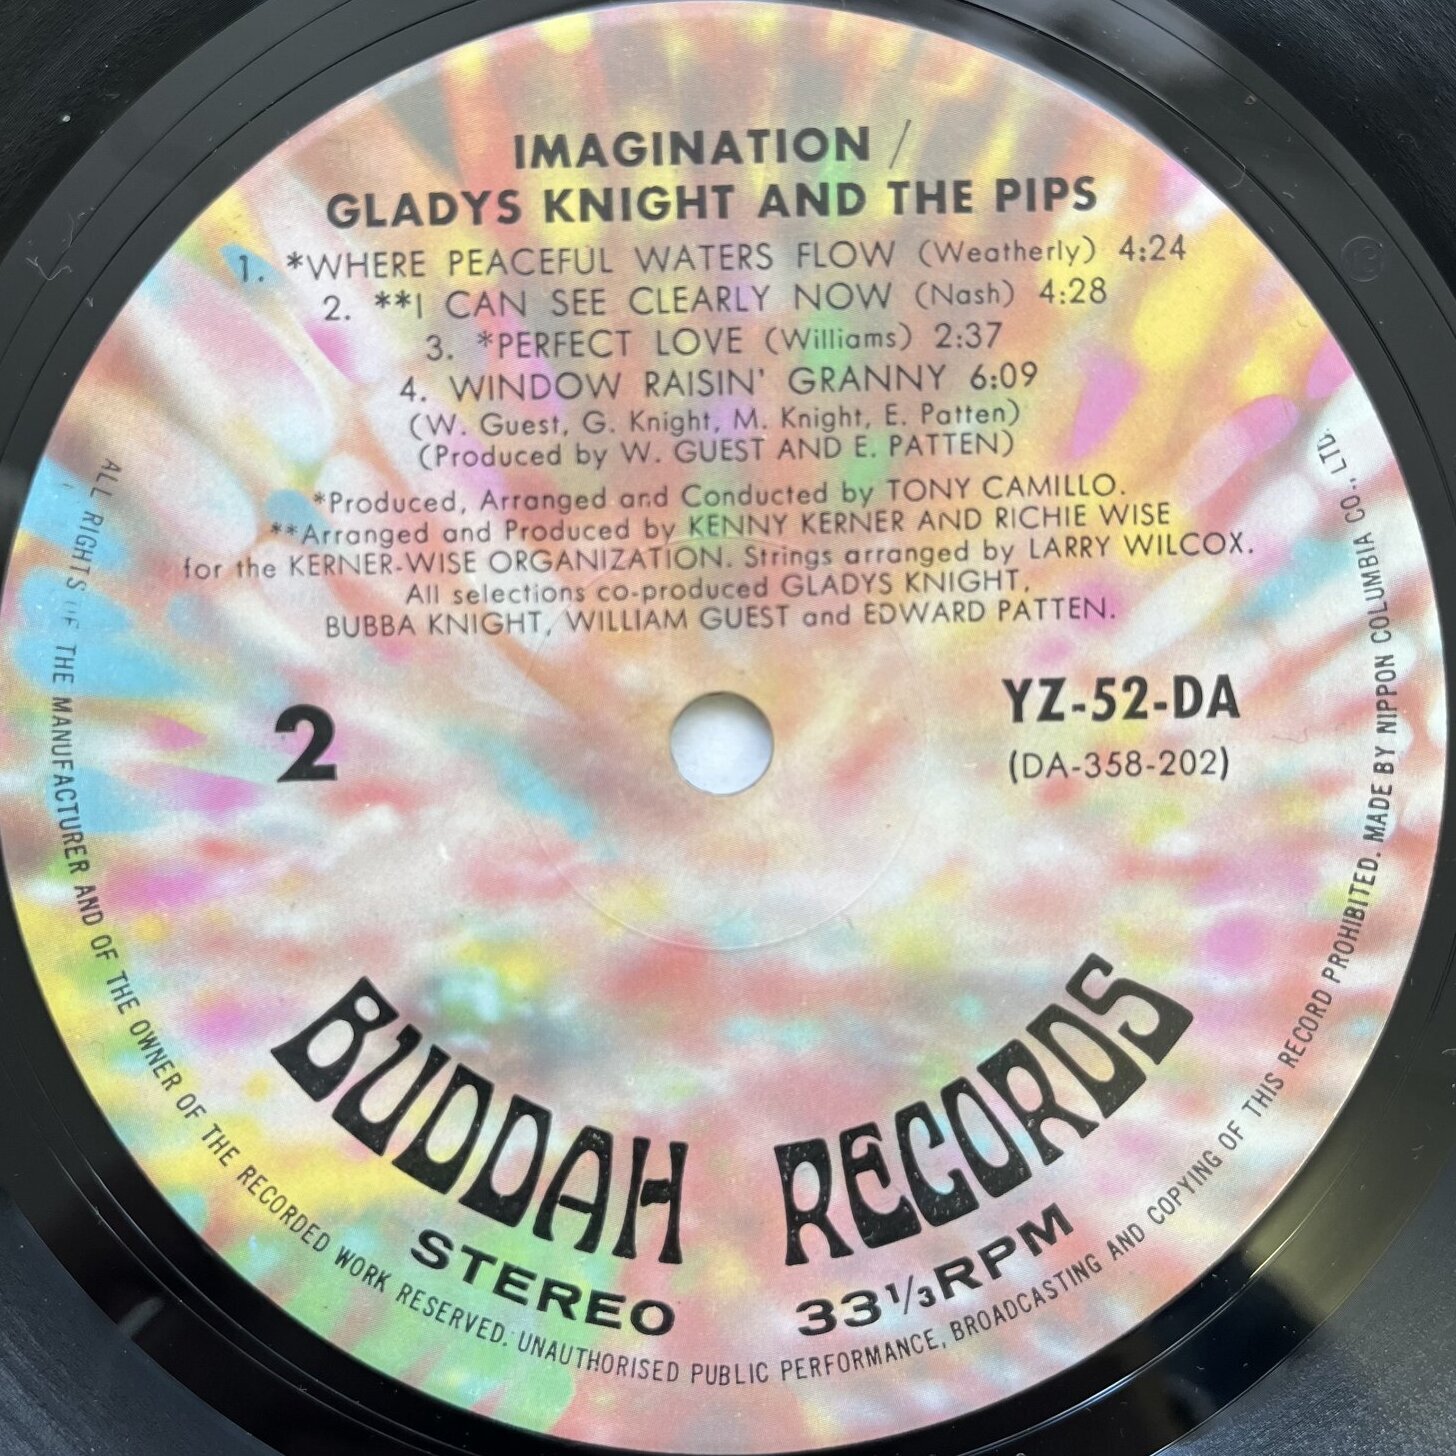 IMAGINATION /
GLADYS KNIGHT AND THE PIPS
1. *WHERE PEACEFUL WATERS FLOW (Weatherly) 4:24
2. **I CAN SEE CLEARLY NOW (Nash) 4:28
3. *PERFECT LOVE (Williams) 2:37
4. WINDOW RAISIN' GRANNY 6:09
(W. Guest, G. Knight, M. Knight, E. Patten)
(Produced by W. GUEST AND E. PATTEN)
*Produced, Arranged and Conducted by TONY CAMILLO.
**Arranged and Produced by KENNY KERNER AND RICHIE WISE
for the KERNER-WISE ORGANIZATION. Strings arranged by LARRY WILCOX.
All selections co-produced GLADYS KNIGHT,
BUBBA KNIGHT, WILLIAM GUEST and EDWARD PATTEN.
2
YZ-52-DA
(DA-358-202)
BUDDAH RECORDS
STEREO 33 1/3 RPM
ALL RIGHTS OF THE MANUFACTURER AND OF THE OWNER OF THE RECORDED WORK RESERVED. UNAUTHORISED PUBLIC PERFORMANCE, BROADCASTING AND COPYING OF THIS RECORD PROHIBITED. MADE BY NIPPON COLUMBIA CO., LTD.